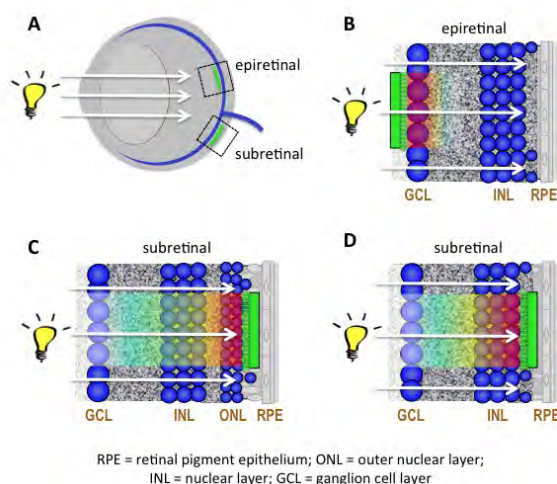 A
epiretinal
subretinal
B
epiretinal
GCL INL RPE
C
subretinal
GCL INL ONL RPE
D
subretinal
GCL INL RPE
RPE = retinal pigment epithelium; ONL = outer nuclear layer;
INL = nuclear layer; GCL = ganglion cell layer